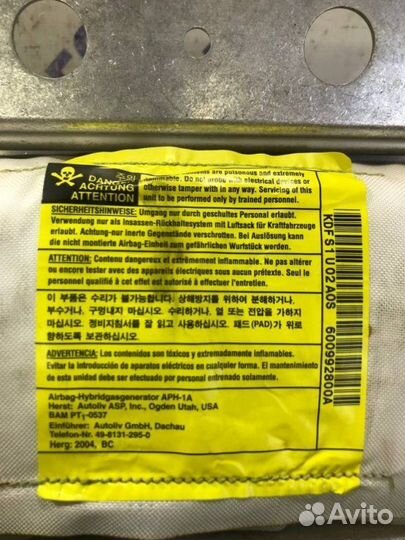 주의
DANGER
ACHTUNG
ATTENTION
are poisonous and extremely
flammable. Do not probe with electrical devices or
otherwise tamper with in any way. Servicing of this
unit to be performed only by trained personnel.
SICHERHEITSHINWEISE: Umgang nur durch geschultes Personal erlaubt.
Verwendung nur als Insassen-Rückhaltesystem mit Luftsack für Kraftfahrzeuge
erlaubt. Achtung-nur inerte Gegenstände verschrotten. Bei Auslösung kann
die nicht montierte Airbag-Einheit zum gefährlichen Wurfstück werden.
ATTENTION: Contenu dangereux et extrêmement inflammable. Ne pas altérer
ou encore tester avec des appareils électriques sous aucun prétexte. Seul le
personnel qualifié à cet effet est autorisé à effectuer l'entretien.
이 부품은 수리가 불가능합니다. 상해방지를 위하여 분해하거나,
부수거나, 구멍내지 마십시오. 수리하거나, 열 또는 전압을 가하지
마십시오. 정비지침서를 잘 읽고 사용하십시오. 패드(PAD)가 위로
향하도록 보관하십시오.
ADVERTENCIA: Los contenidos son tóxicos y extremadamente inflamables.
Evitar la introducción de aparatos eléctricos en cualquier lugar. El mantenimiento
de esta unidad debe ser efectuado por personal entrenado solamente.
Airbag-Hybridgasgenerator APH-1A
Herst: Autoliv ASP, Inc., Ogden Utah, USA
BAM PT1-0537
Einführer: Autoliv GmbH, Dachau
Telefon-Nr. 49-8131-295-0
Herg: 2004, BC
KDFS1U02A0S 600992800A
Avito